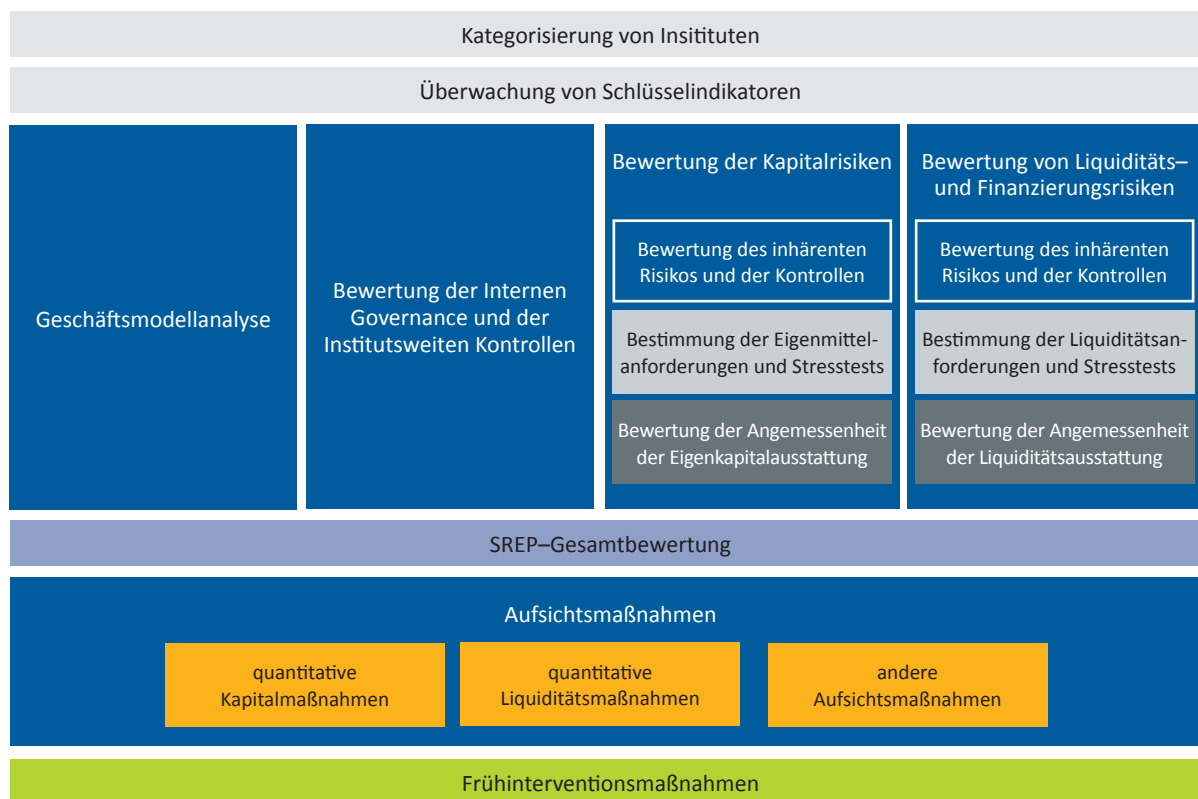 Kategorisierung von Insitituten
Überwachung von Schlüsselindikatoren
Geschäftsmodellanalyse
Bewertung der Internen
Governance und der
Institutsweiten Kontrollen
Bewertung der Kapitalrisiken
Bewertung des inhärenten
Risikos und der Kontrollen
Bestimmung der Eigenmittel-
anforderungen und Stresstests
Bewertung der Angemessenheit
der Eigenkapitalausstattung
Bewertung von Liquiditäts–
und Finanzierungsrisiken
Bewertung des inhärenten
Risikos und der Kontrollen
Bestimmung der Liquiditätsan-
forderungen und Stresstests
Bewertung der Angemessenheit
der Liquiditätsausstattung
SREP–Gesamtbewertung
Aufsichtsmaßnahmen
quantitative
Kapitalmaßnahmen
quantitative
Liquiditätsmaßnahmen
andere
Aufsichtsmaßnahmen
Frühinterventionsmaßnahmen